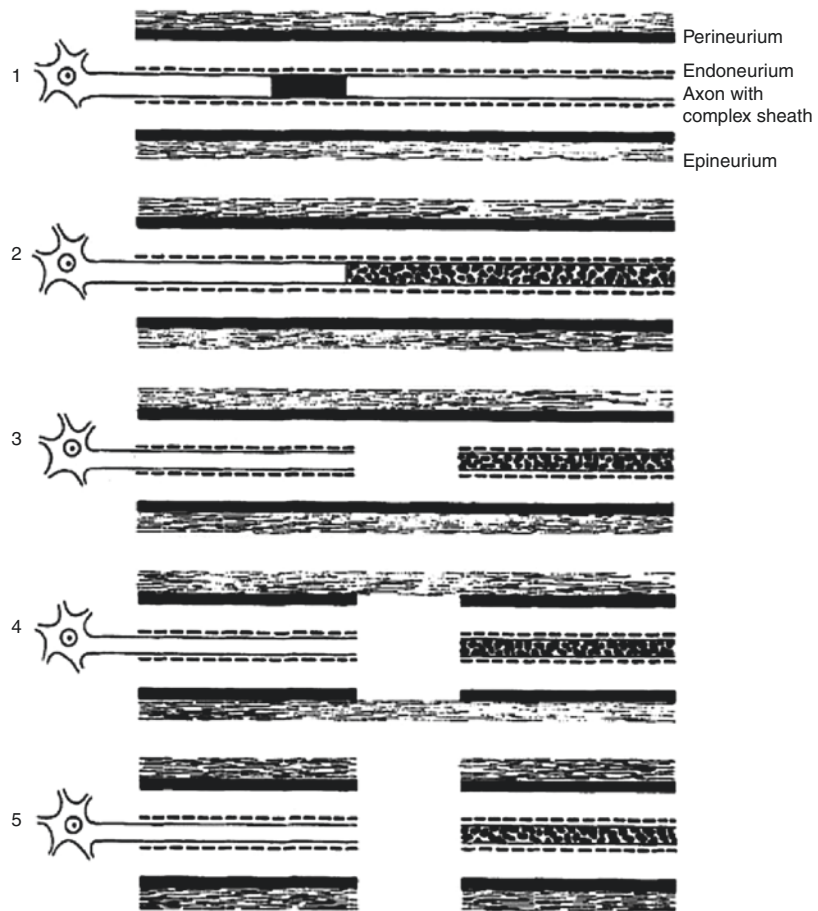 Perineurium
1
Endoneurium
Axon with
complex sheath
Epineurium
2
3
4
5